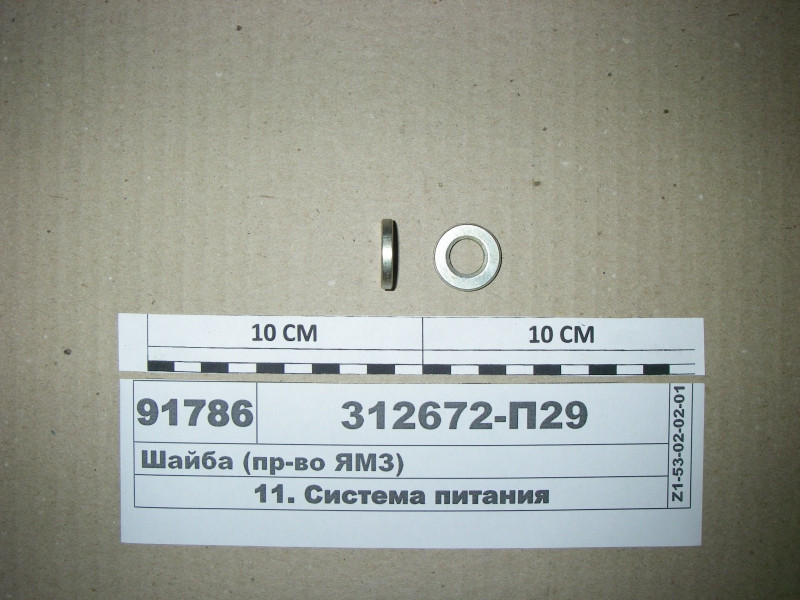 10 СМ 10 СМ
91786 312672-П29
Шайба (пр-во ЯМЗ)
11. Система питания
Z1-53-02-02-01